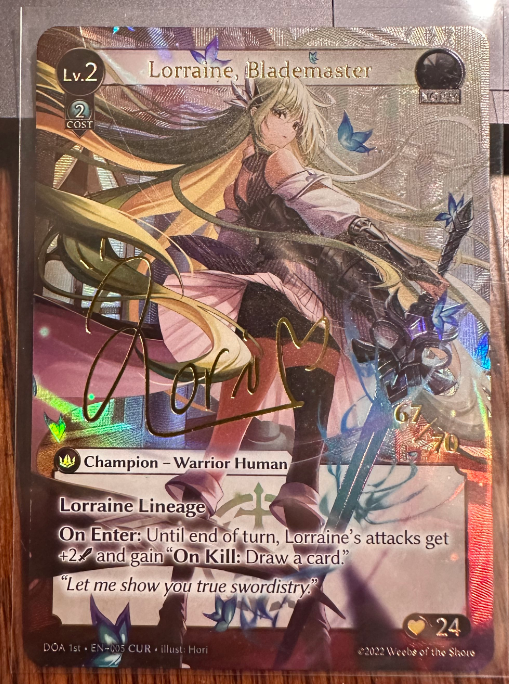 Lv.2
Lorraine, Blademaster
NORM
2
COST
67
70
Champion – Warrior Human
Lorraine Lineage
On Enter: Until end of turn, Lorraine's attacks get
+2 and gain “On Kill: Draw a card.”
“Let me show you true swordistry.”
24
DOA 1st • EN-005 CUR • illust: Hori
©2022 Weebs of the Shore